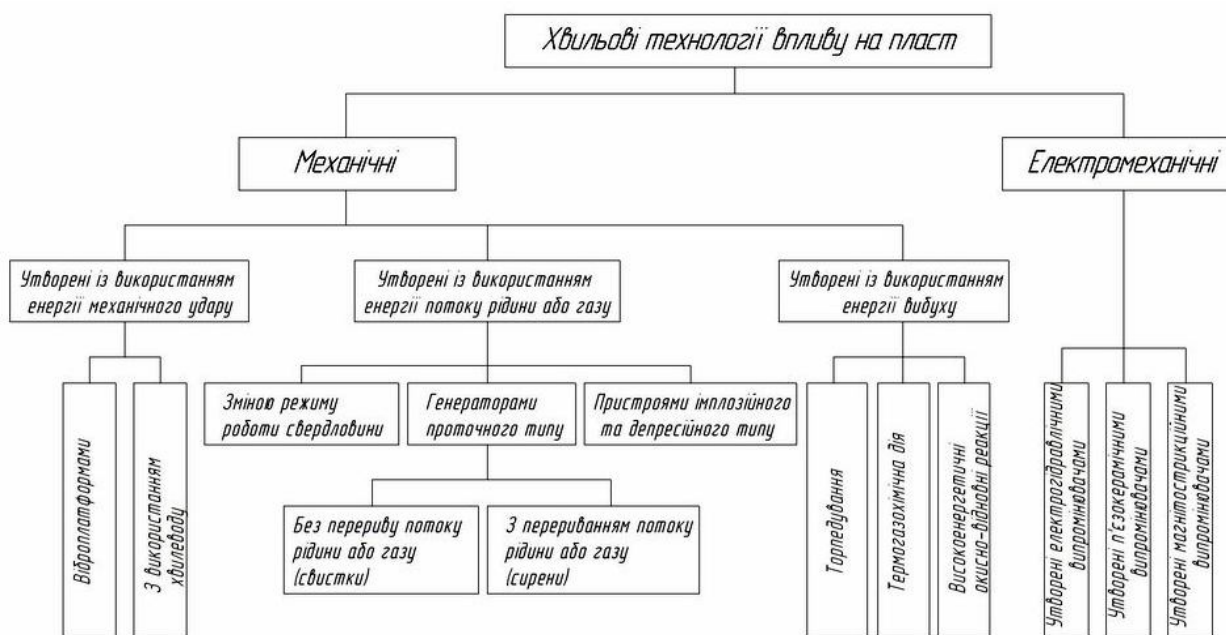 Хвильові технології впливу на пласт
Механічні
Електромеханічні
Утворені із використанням
енергії механічного удару
Утворені із використанням
енергії потоку рідини або газу
Утворені із використанням
енергії вибуху
Віброплатформами
З використанням
хвилеводу
Зміною режиму
роботи свердловини
Генераторами
проточного типу
Пристроями імплозійного
та депресійного типу
Без перериву потоку
рідини або газу
(свистки)
З перериванням потоку
рідини або газу
(сирени)
Торпедування
Термогазохімічна дія
Високоенергетичні
окисно-відновні реакції
Утворені електрогідравлічними
випромінювачами
Утворені п'єзокерамічними
випромінювачами
Утворені магнітострикційними
випромінювачами